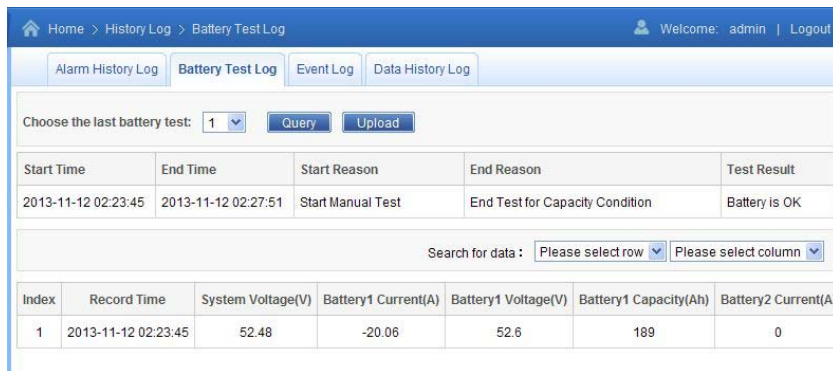 Home > History Log > Battery Test Log Welcome: admin | Logout
Alarm History Log Battery Test Log Event Log Data History Log
Choose the last battery test: 1 Query Upload
Start Time End Time Start Reason End Reason Test Result
2013-11-12 02:23:45 2013-11-12 02:27:51 Start Manual Test End Test for Capacity Condition Battery is OK
Search for data : Please select row Please select column
Index Record Time System Voltage(V) Battery1 Current(A) Battery1 Voltage(V) Battery1 Capacity(Ah) Battery2 Current(A
1 2013-11-12 02:23:45 52.48 -20.06 52.6 189 0